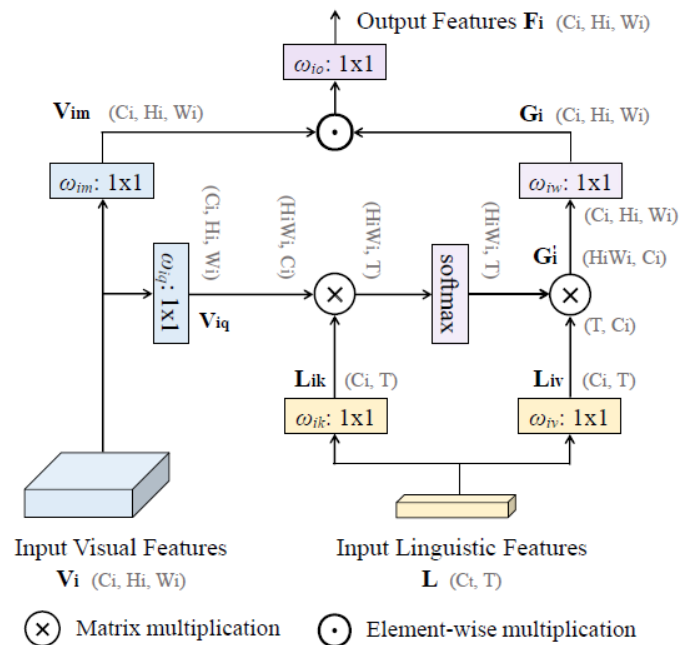 Output Features Fi (Ci, Hi, Wi)
ωio: 1x1
Vim (Ci, Hi, Wi)
Gi (Ci, Hi, Wi)
ωim: 1x1
ωiw: 1x1
(Ci, Hi, Wi)
(HiWi, Ci)
(HiWi, T)
(HiWi, T)
(Ci, Hi, Wi)
G'i (HiWi, Ci)
ωiq: 1x1
softmax
Viq
(T, Ci)
Lik (Ci, T)
Liv (Ci, T)
ωik: 1x1
ωiv: 1x1
Input Visual Features
Vi (Ci, Hi, Wi)
Input Linguistic Features
L (Ct, T)
Matrix multiplication
Element-wise multiplication